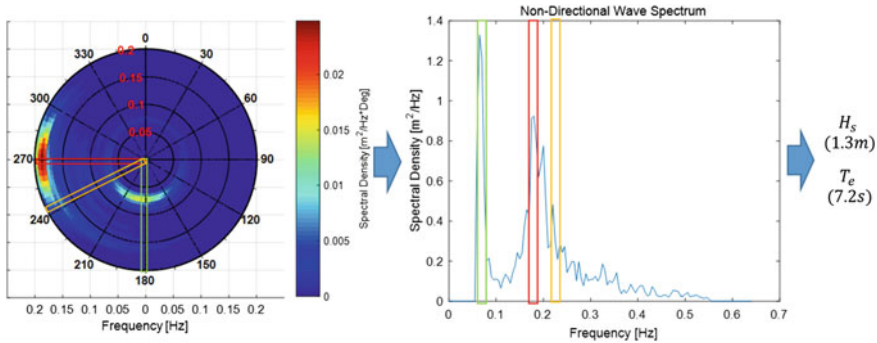 0
30
60
90
120
150
180
210
240
270
300
330
0.2
0.15
0.1
0.05
0.2 0.15 0.1 0.05 0 0.05 0.1 0.15 0.2
Frequency [Hz]
0.02
0.015
0.01
0.005
0
Spectral Density [m²/Hz*Deg]
Non-Directional Wave Spectrum
1.4
1.2
1
0.8
0.6
0.4
0.2
0
Spectral Density [m²/Hz]
0 0.1 0.2 0.3 0.4 0.5 0.6 0.7
Frequency [Hz]
Hs
(1.3m)
Te
(7.2s)